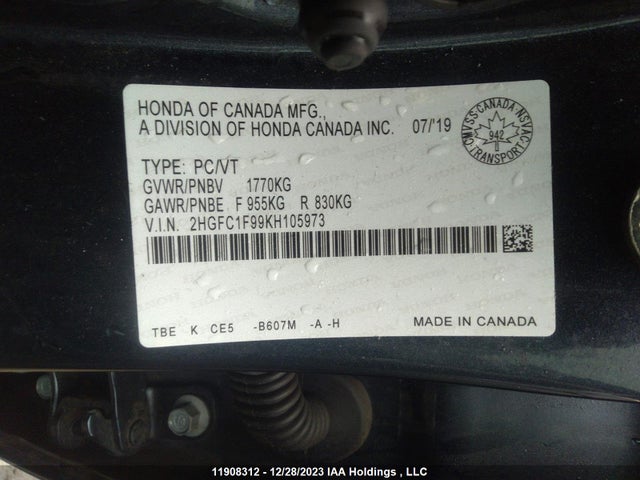 HONDA OF CANADA MFG.,
A DIVISION OF HONDA CANADA INC. 07/'19
CMVSS-CANADA-NSVAC
942
TRANSPORT
TYPE: PC/VT
GVWR/PNBV 1770KG
GAWR/PNBE F 955KG R 830KG
V.I.N. 2HGFC1F99KH105973
TBE K CE5 -B607M -A -H MADE IN CANADA
11908312 - 12/28/2023 IAA Holdings , LLC